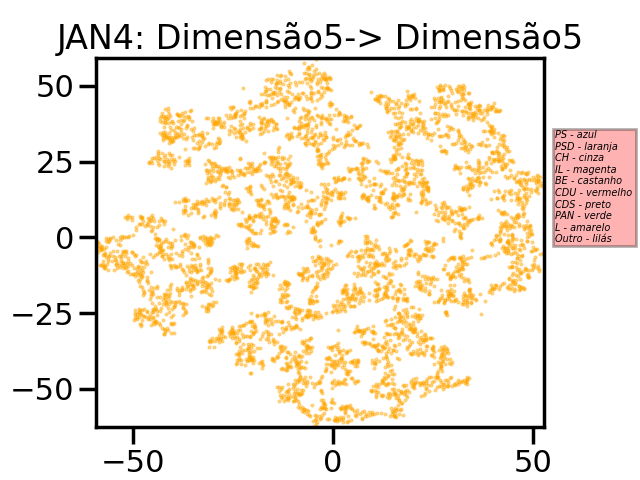 JAN4: Dimensão5-> Dimensão5
50
25
0
−25
−50
−50 0 50
PS - azul
PSD - laranja
CH - cinza
IL - magenta
BE - castanho
CDU - vermelho
CDS - preto
PAN - verde
L - amarelo
Outro - lilás